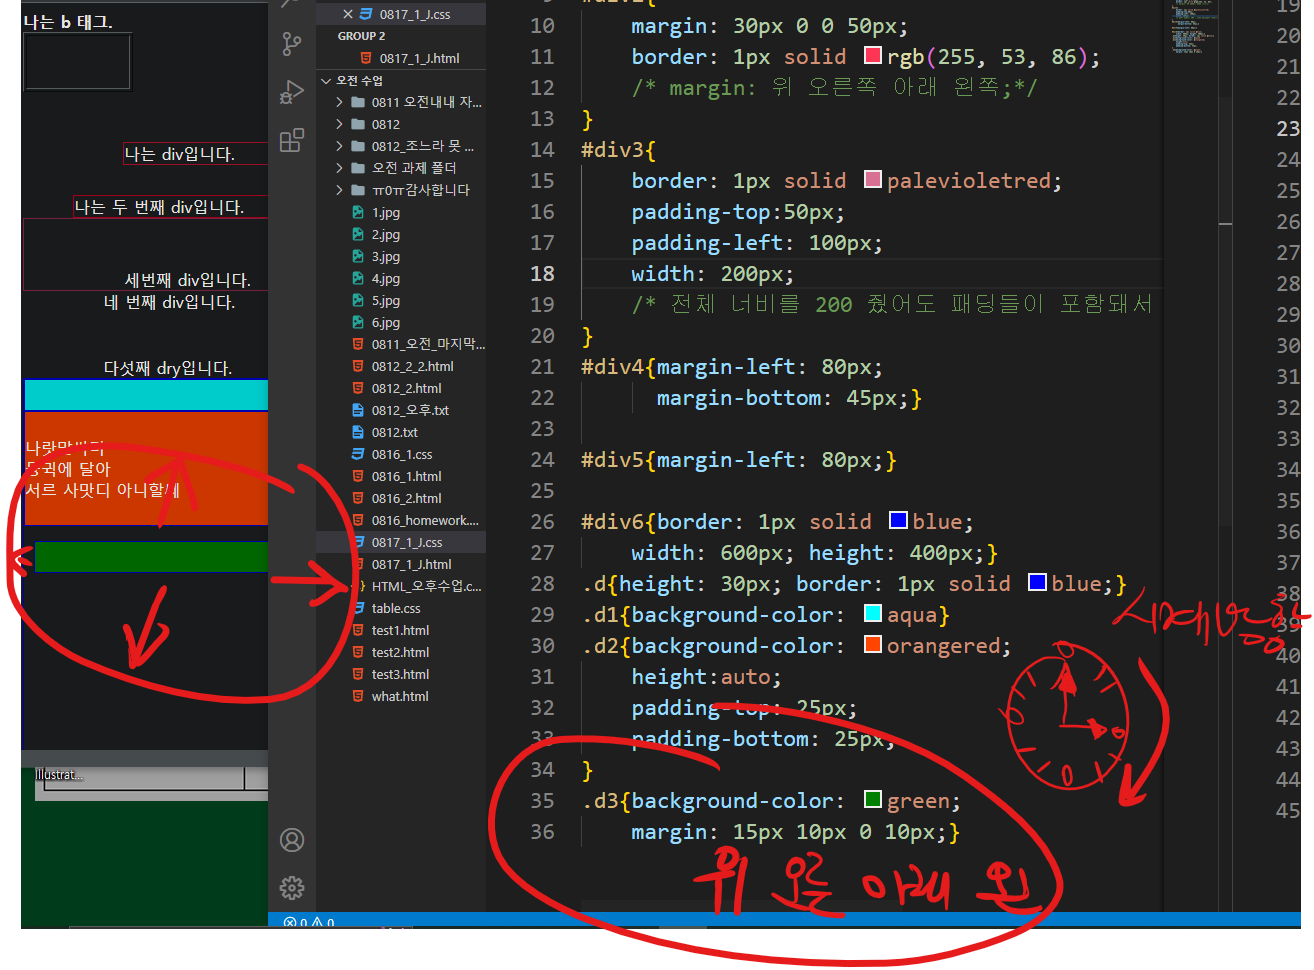 나는 b 태그.
나는 div입니다.
나는 두 번째 div입니다.
세번째 div입니다.
네 번째 div입니다.
다섯째 dry입니다.
나랏말싸디
듕귁에 달아
서르 사맛디 아니할쎄
Illustrat...
0817_1_J.css
GROUP 2
0817_1_J.html
오전 수업
0811 오전내내 자...
0812
0812_조느라 못 ...
오전 과제 폴더
ㅠ0ㅠ감사합니다
1.jpg
2.jpg
3.jpg
4.jpg
5.jpg
6.jpg
0811_오전_마지막...
0812_2_2.html
0812_2.html
0812_오후.txt
0812.txt
0816_1.css
0816_1.html
0816_2.html
0816_homework....
0817_1_J.css
0817_1_J.html
HTML_오후수업.c...
table.css
test1.html
test2.html
test3.html
what.html
0 0
10 margin: 30px 0 0 50px;
11 border: 1px solid rgb(255, 53, 86);
12 /* margin: 위 오른쪽 아래 왼쪽;*/
13 }
14 #div3{
15 border: 1px solid palevioletred;
16 padding-top:50px;
17 padding-left: 100px;
18 width: 200px;
19 /* 전체 너비를 200 줬어도 패딩들이 포함돼서
20 }
21 #div4{margin-left: 80px;
22 margin-bottom: 45px;}
23
24 #div5{margin-left: 80px;}
25
26 #div6{border: 1px solid blue;
27 width: 600px; height: 400px;}
28 .d{height: 30px; border: 1px solid blue;}
29 .d1{background-color: aqua}
30 .d2{background-color: orangered;
31 height:auto;
32 padding-top: 25px;
33 padding-bottom: 25px;
34 }
35 .d3{background-color: green;
36 margin: 15px 10px 0 10px;}
위 오른 아래 왼
시계방향
19
20
21
22
23
24
25
26
27
28
29
30
31
32
33
34
35
36
37
38
39
40
41
42
43
44
45